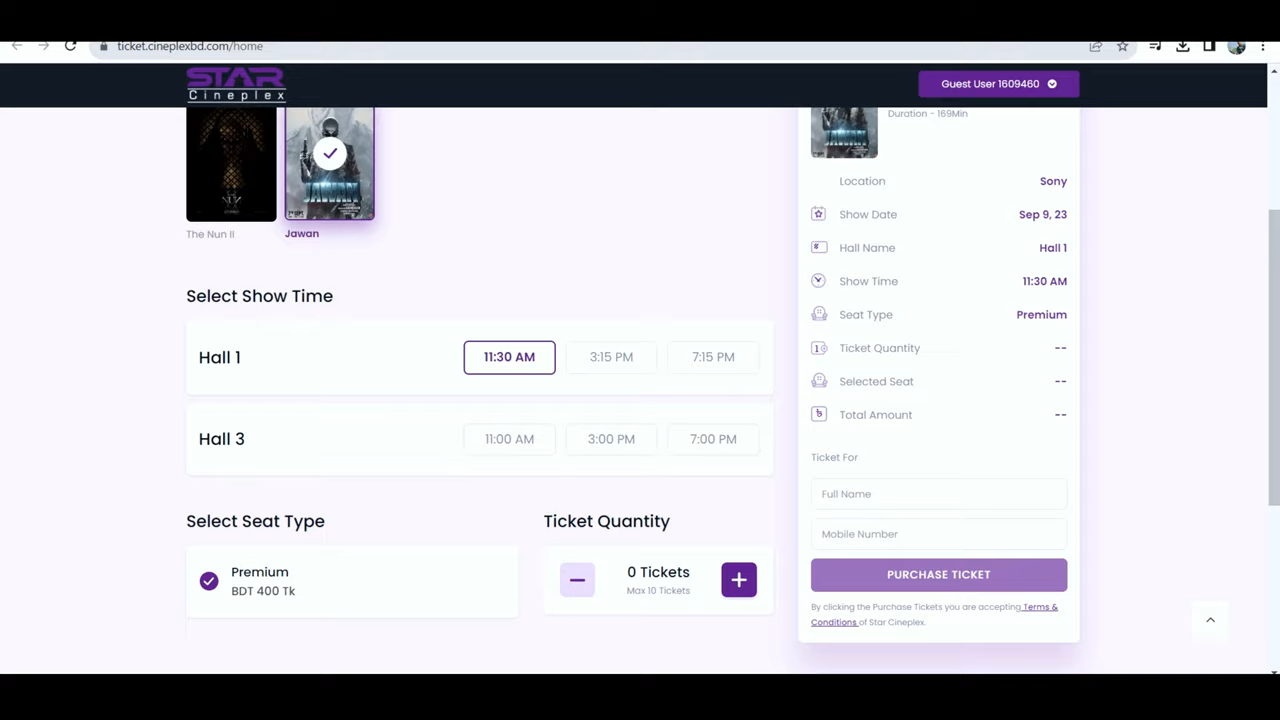 ticket.cineplexbd.com/home
STAR
Cineplex
Guest User 1609460
JAWAN
The Nun II
Jawan
Select Show Time
Hall 1
11:30 AM
3:15 PM
7:15 PM
Hall 3
11:00 AM
3:00 PM
7:00 PM
Select Seat Type
Premium
BDT 400 Tk
Ticket Quantity
0 Tickets
Max 10 Tickets
Duration - 169Min
Location Sony
Show Date Sep 9, 23
Hall Name Hall 1
Show Time 11:30 AM
Seat Type Premium
Ticket Quantity --
Selected Seat --
Total Amount --
Ticket For
Full Name
Mobile Number
PURCHASE TICKET
By clicking the Purchase Tickets you are accepting Terms &
Conditions of Star Cineplex.